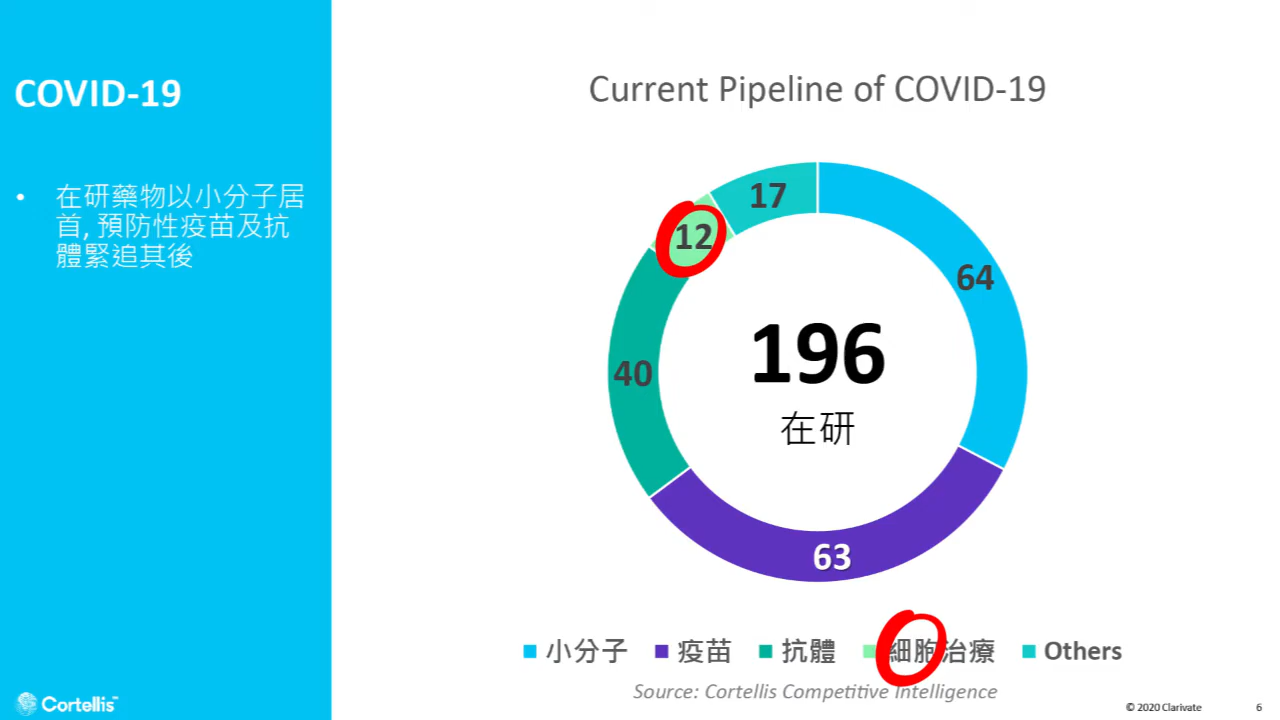 COVID-19
• 在研藥物以小分子居
首, 預防性疫苗及抗
體緊追其後
Current Pipeline of COVID-19
17
12
64
196
在研
40
63
小分子 疫苗 抗體 細胞治療 Others
Source: Cortellis Competitive Intelligence
Cortellis™
© 2020 Clarivate 6